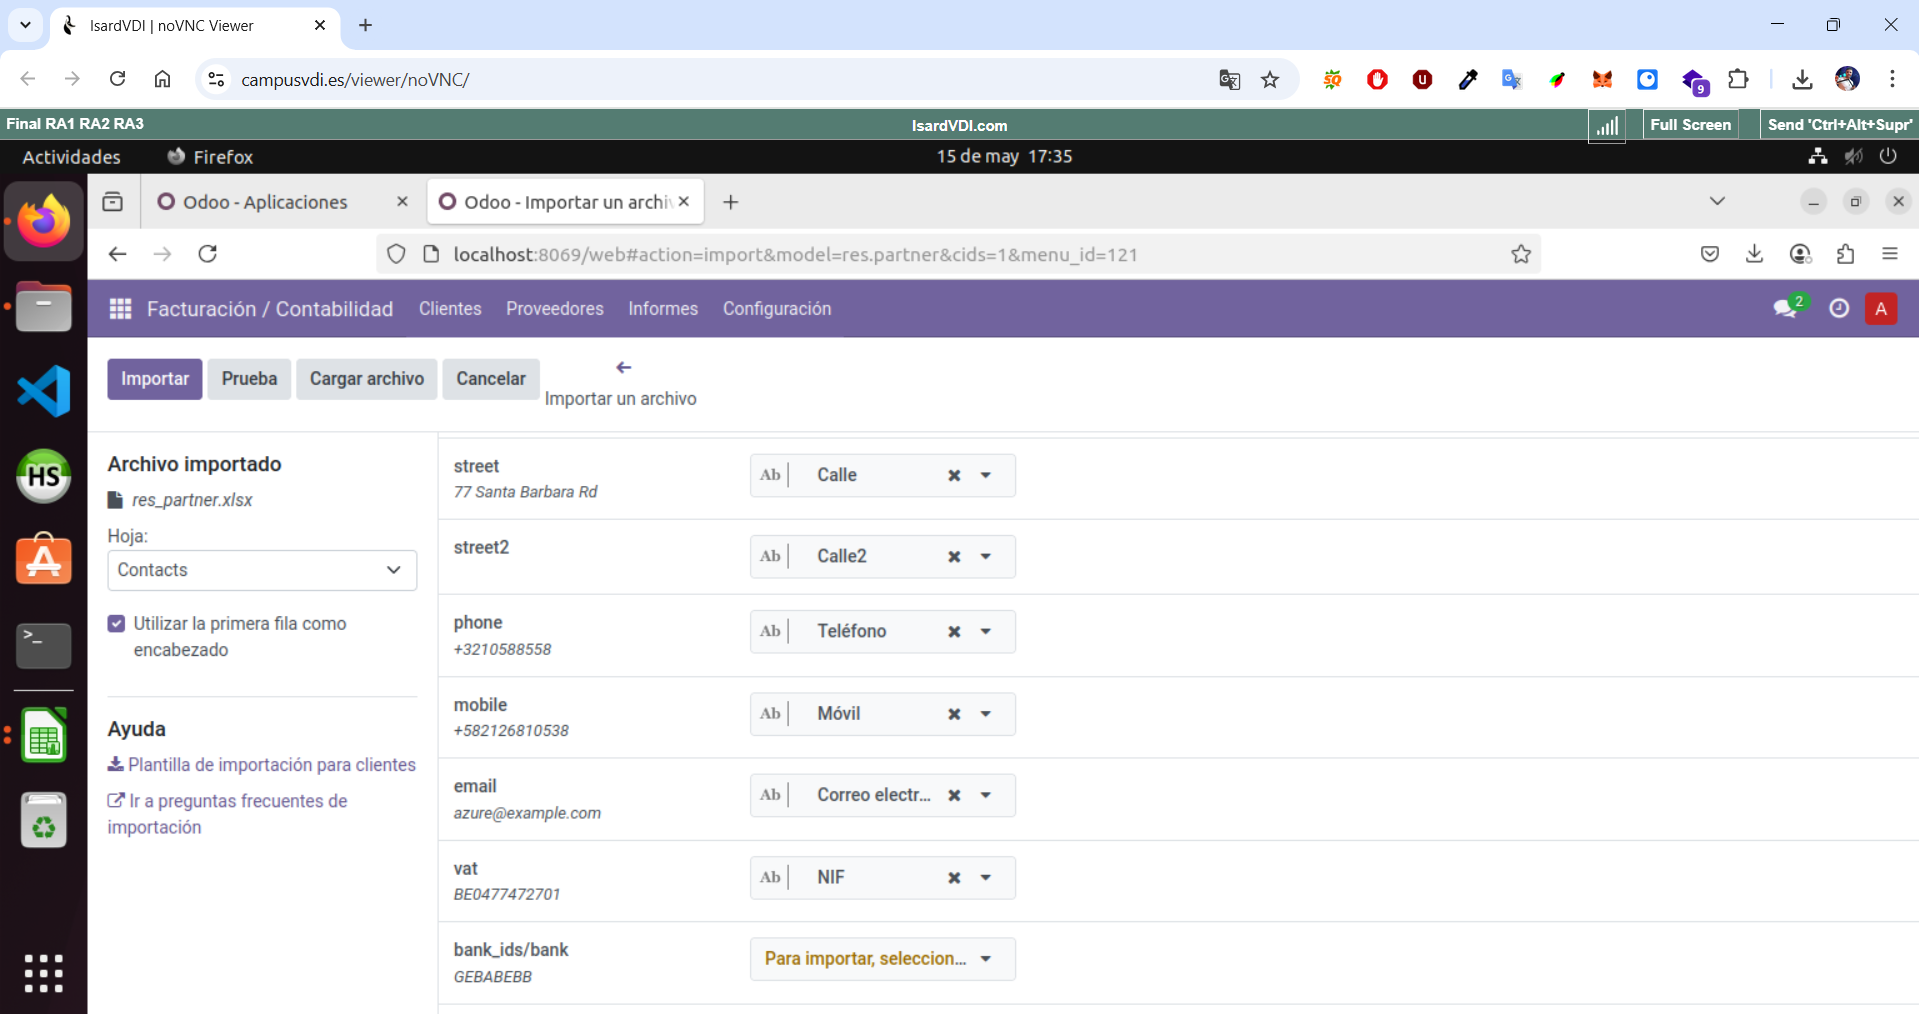 IsardVDI | noVNC Viewer
campusvdi.es/viewer/noVNC/
9
Final RA1 RA2 RA3
IsardVDI.com
Full Screen
Send 'Ctrl+Alt+Supr'
Actividades
Firefox
15 de may 17:35
Odoo - Aplicaciones
Odoo - Importar un archiv
localhost:8069/web#action=import&model=res.partner&cids=1&menu_id=121
Facturación / Contabilidad
Clientes
Proveedores
Informes
Configuración
2
A
Importar
Prueba
Cargar archivo
Cancelar
Importar un archivo
Archivo importado
res_partner.xlsx
Hoja:
Contacts
Utilizar la primera fila como
encabezado
Ayuda
Plantilla de importación para clientes
Ir a preguntas frecuentes de
importación
street
77 Santa Barbara Rd
Ab
Calle
street2
Ab
Calle2
phone
+3210588558
Ab
Teléfono
mobile
+582126810538
Ab
Móvil
email
azure@example.com
Ab
Correo electr...
vat
BE0477472701
Ab
NIF
bank_ids/bank
GEBABEBB
Para importar, seleccion...
HS
A
>_